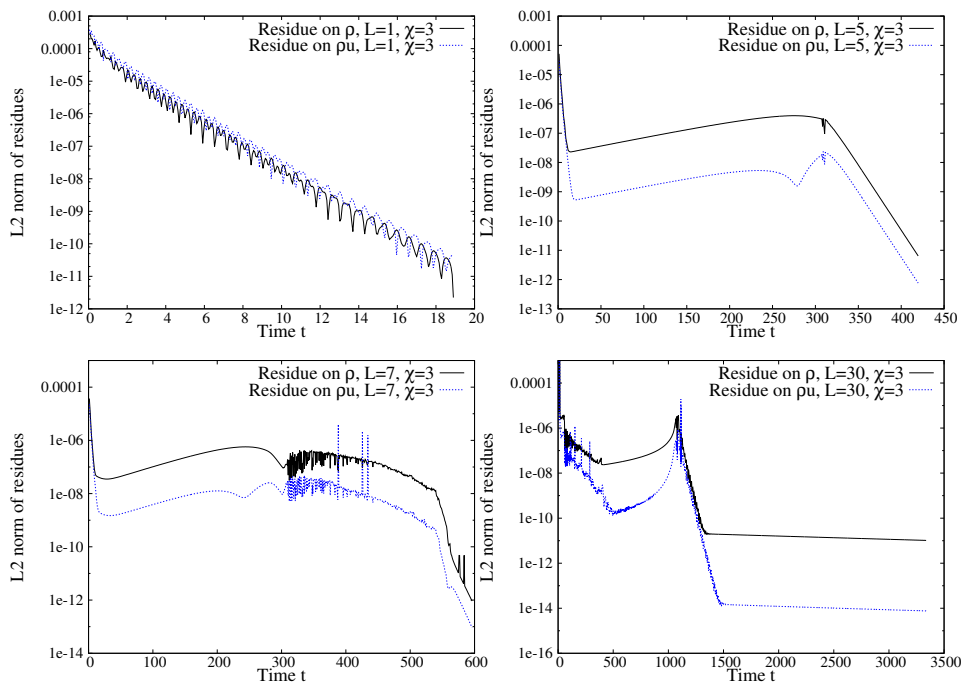 Residue on ρ, L=1, χ=3
Residue on ρu, L=1, χ=3
L2 norm of residues
0.001
0.0001
1e-05
1e-06
1e-07
1e-08
1e-09
1e-10
1e-11
1e-12
0 2 4 6 8 10 12 14 16 18 20
Time t
Residue on ρ, L=5, χ=3
Residue on ρu, L=5, χ=3
L2 norm of residues
0.001
0.0001
1e-05
1e-06
1e-07
1e-08
1e-09
1e-10
1e-11
1e-12
1e-13
0 50 100 150 200 250 300 350 400 450
Time t
Residue on ρ, L=7, χ=3
Residue on ρu, L=7, χ=3
L2 norm of residues
0.0001
1e-06
1e-08
1e-10
1e-12
1e-14
0 100 200 300 400 500 600
Time t
Residue on ρ, L=30, χ=3
Residue on ρu, L=30, χ=3
L2 norm of residues
0.0001
1e-06
1e-08
1e-10
1e-12
1e-14
1e-16
0 500 1000 1500 2000 2500 3000 3500
Time t